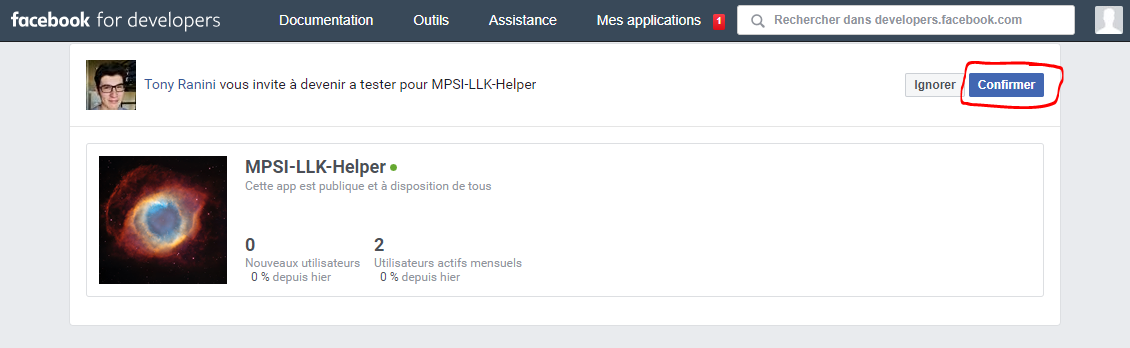 facebook for developers Documentation Outils Assistance Mes applications 1 Rechercher dans developers.facebook.com
Tony Ranini vous invite à devenir a tester pour MPSI-LLK-Helper Ignorer Confirmer
MPSI-LLK-Helper
Cette app est publique et à disposition de tous
0 2
Nouveaux utilisateurs Utilisateurs actifs mensuels
0 % depuis hier 0 % depuis hier